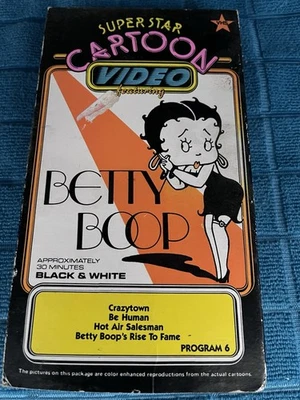 SUPER STAR
CARTOON
VIDEO
featuring
BETTY
BOOP
APPROXIMATELY
30 MINUTES
BLACK & WHITE
Crazytown
Be Human
Hot Air Salesman
Betty Boop's Rise To Fame
PROGRAM 6
The pictures on this package are color enhanced reproductions from the actual cartoons.